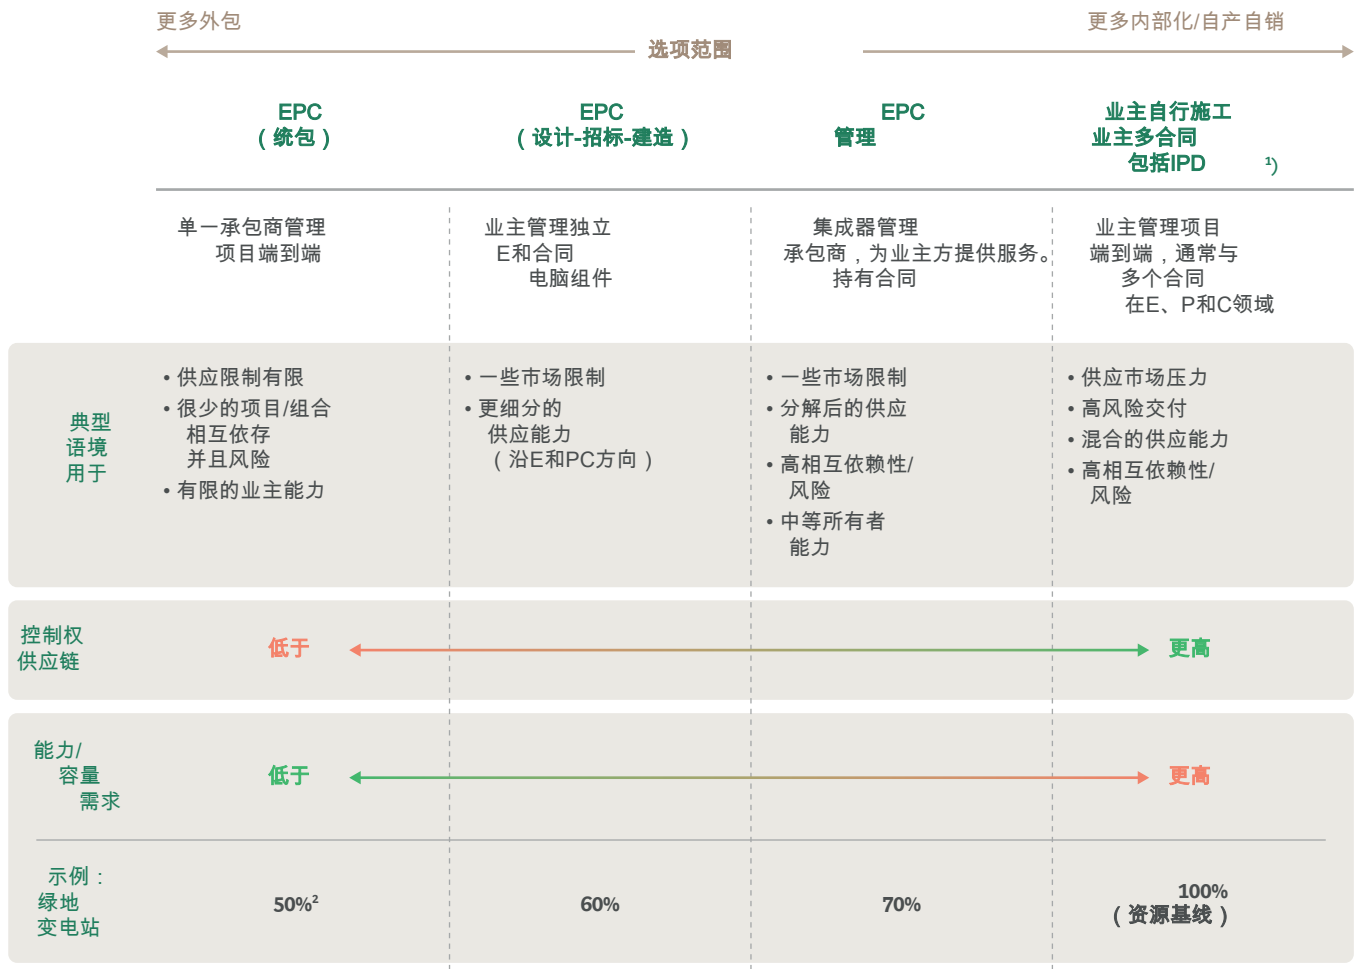 更多外包
更多内部化/自产自销
选项范围
EPC
（统包）
EPC
（设计-招标-建造）
EPC
管理
业主自行施工
业主多合同
包括IPD ¹⁾
单一承包商管理
项目端到端
业主管理独立
E和合同
电脑组件
集成器管理
承包商，为业主方提供服务。
持有合同
业主管理项目
端到端，通常与
多个合同
在E、P和C领域
典型
语境
用于
• 供应限制有限
• 很少的项目/组合
相互依存
并且风险
• 有限的业主能力
• 一些市场限制
• 更细分的
供应能力
（沿E和PC方向）
• 一些市场限制
• 分解后的供应
能力
• 高相互依赖性/
风险
• 中等所有者
能力
• 供应市场压力
• 高风险交付
• 混合的供应能力
• 高相互依赖性/
风险
控制权
供应链
低于
更高
能力/
容量
需求
低于
更高
示例：
绿地
变电站
50%²
60%
70%
100%
（资源基线）